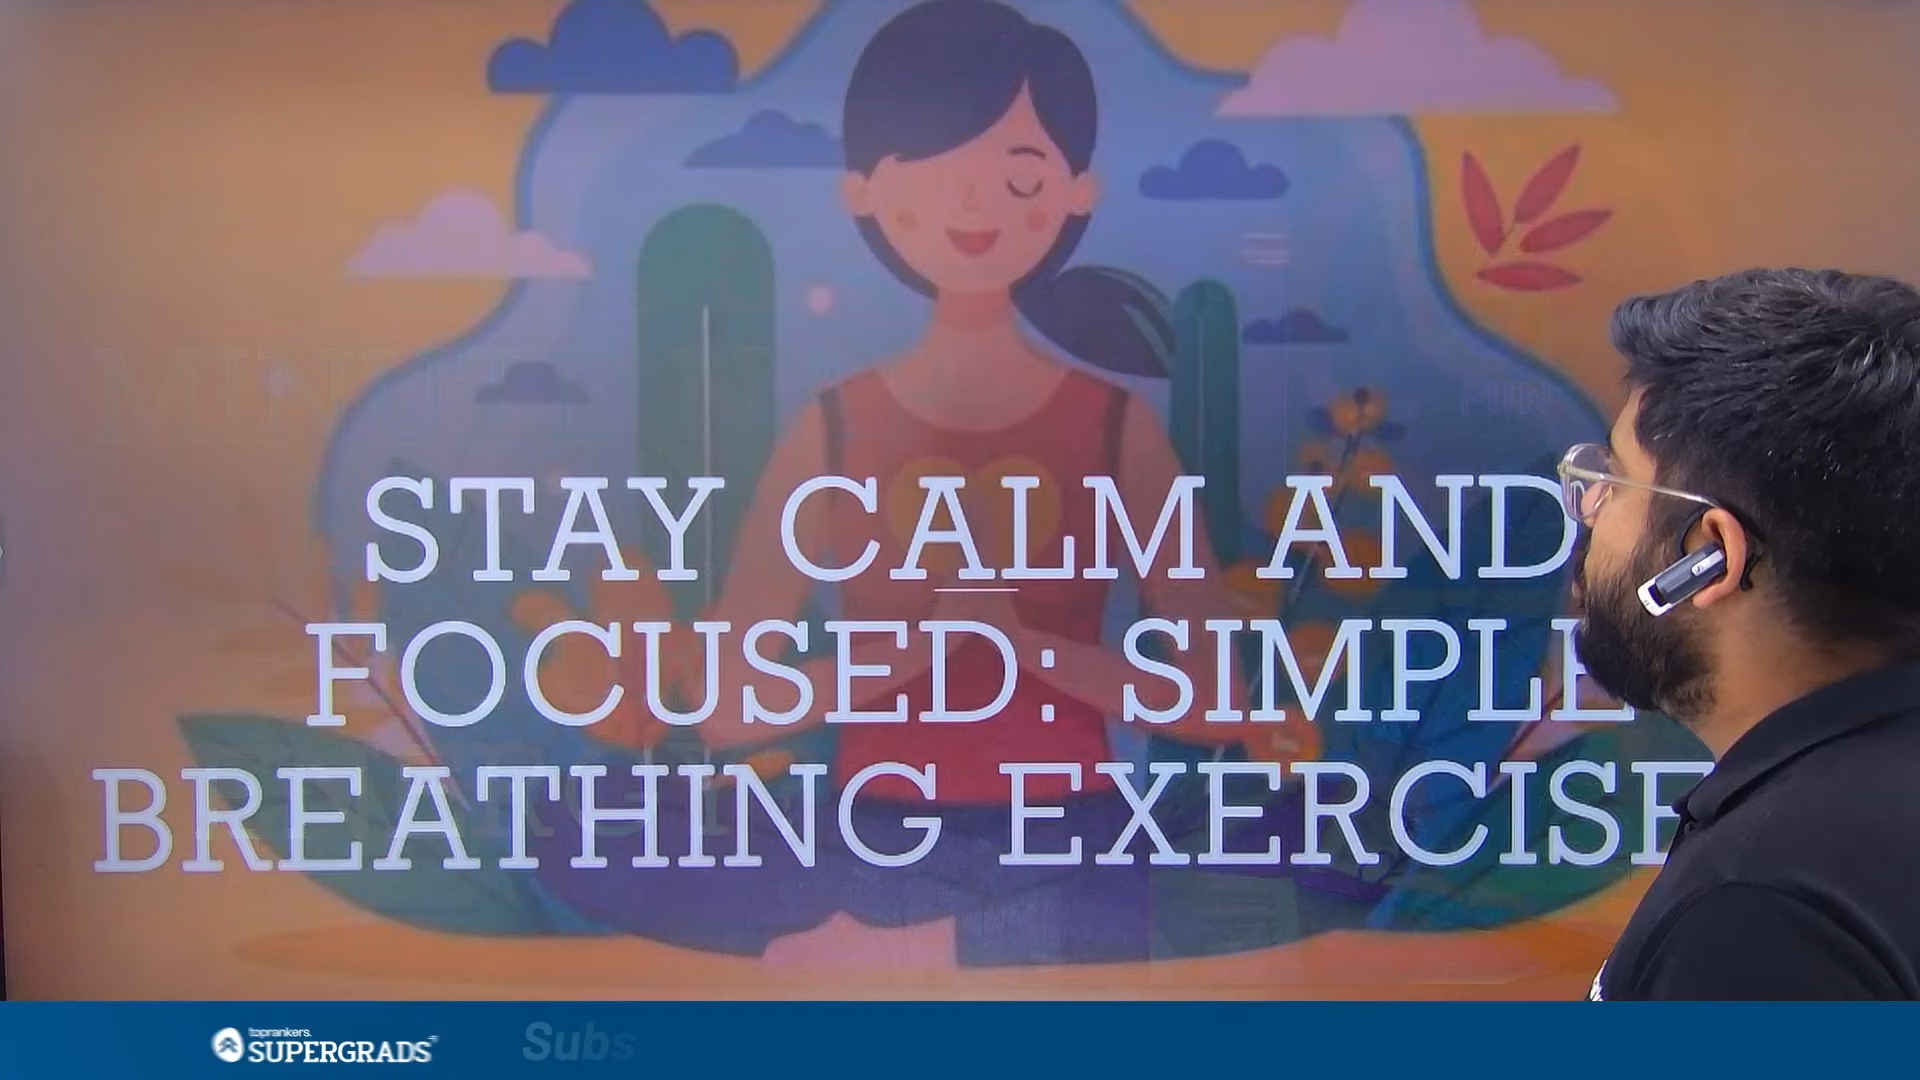 STAY CALM AND
FOCUSED: SIMPLE
BREATHING EXERCISE
toprankers.
SUPERGRADS
Subs